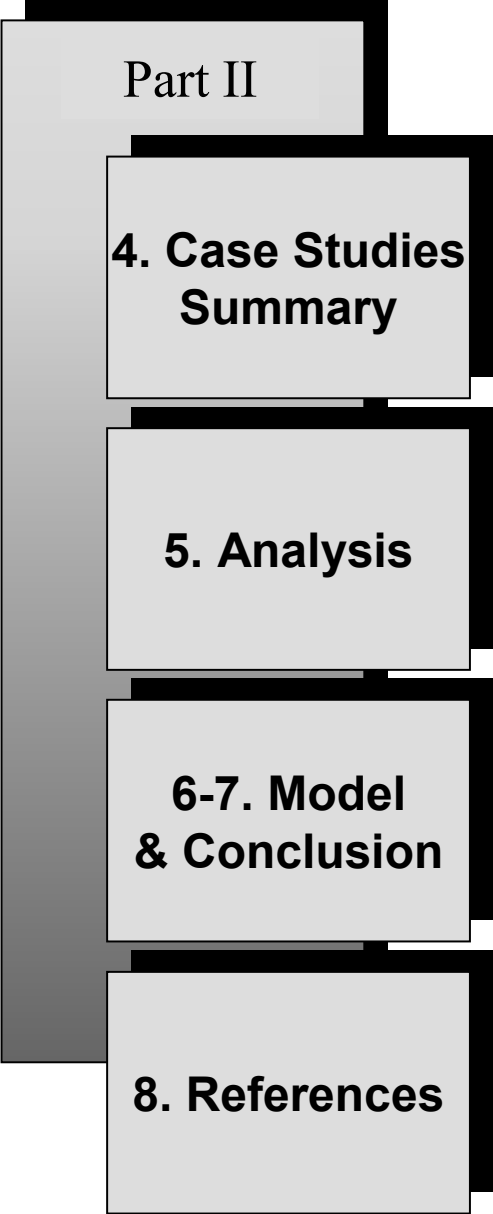 Part II
4. Case Studies
Summary
5. Analysis
6-7. Model
& Conclusion
8. References